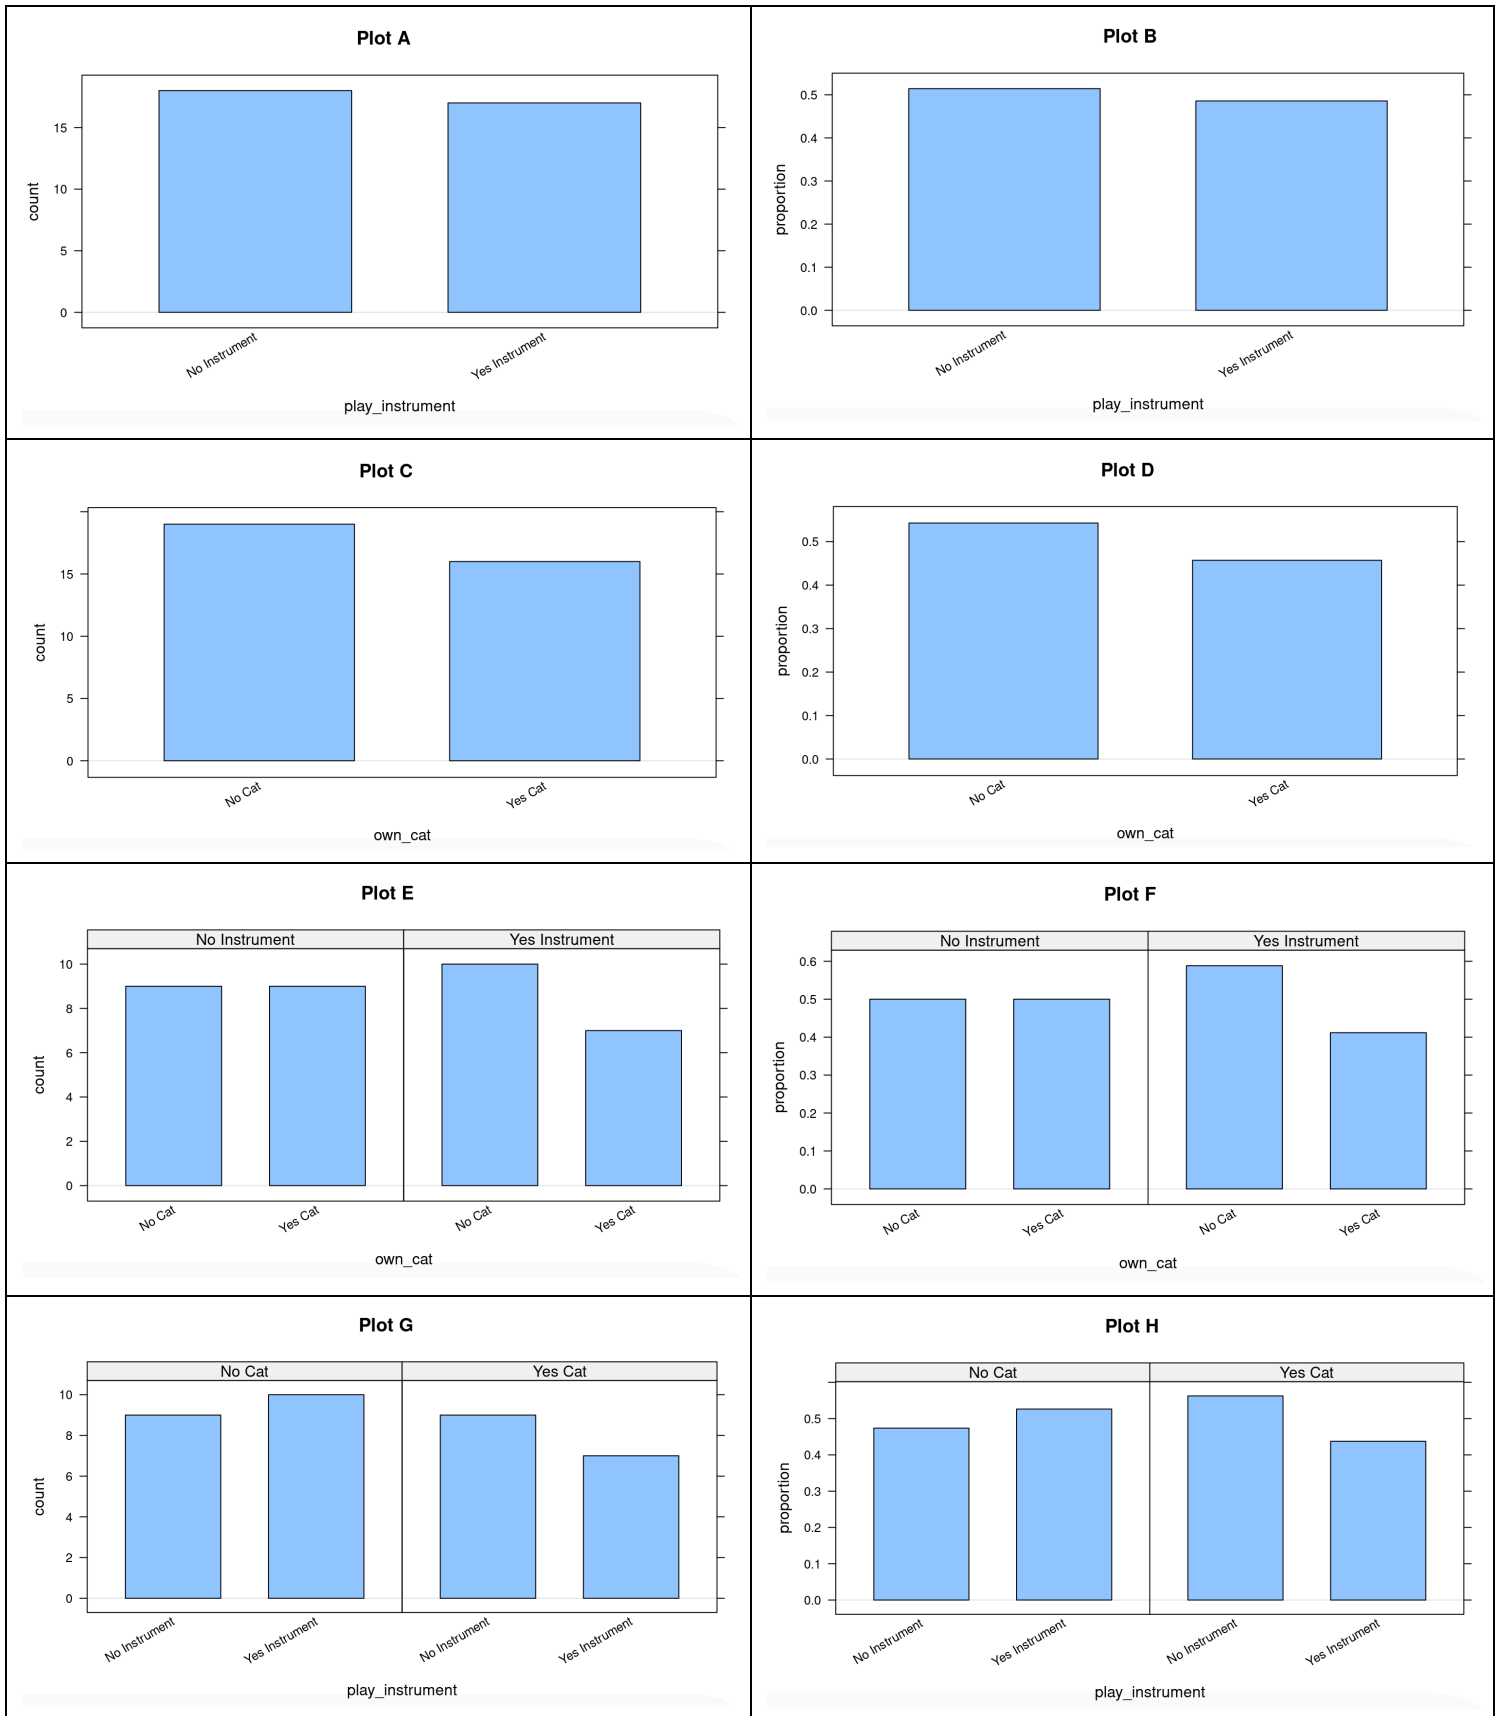 Plot A
15
10
5
0
count
No Instrument
Yes Instrument
play_instrument
Plot B
0.5
0.4
0.3
0.2
0.1
0.0
proportion
No Instrument
Yes Instrument
play_instrument
Plot C
15
10
5
0
count
No Cat
Yes Cat
own_cat
Plot D
0.5
0.4
0.3
0.2
0.1
0.0
proportion
No Cat
Yes Cat
own_cat
Plot E
No Instrument
Yes Instrument
10
8
6
4
2
0
count
No Cat
Yes Cat
No Cat
Yes Cat
own_cat
Plot F
No Instrument
Yes Instrument
0.6
0.5
0.4
0.3
0.2
0.1
0.0
proportion
No Cat
Yes Cat
No Cat
Yes Cat
own_cat
Plot G
No Cat
Yes Cat
10
8
6
4
2
0
count
No Instrument
Yes Instrument
No Instrument
Yes Instrument
play_instrument
Plot H
No Cat
Yes Cat
0.5
0.4
0.3
0.2
0.1
0.0
proportion
No Instrument
Yes Instrument
No Instrument
Yes Instrument
play_instrument